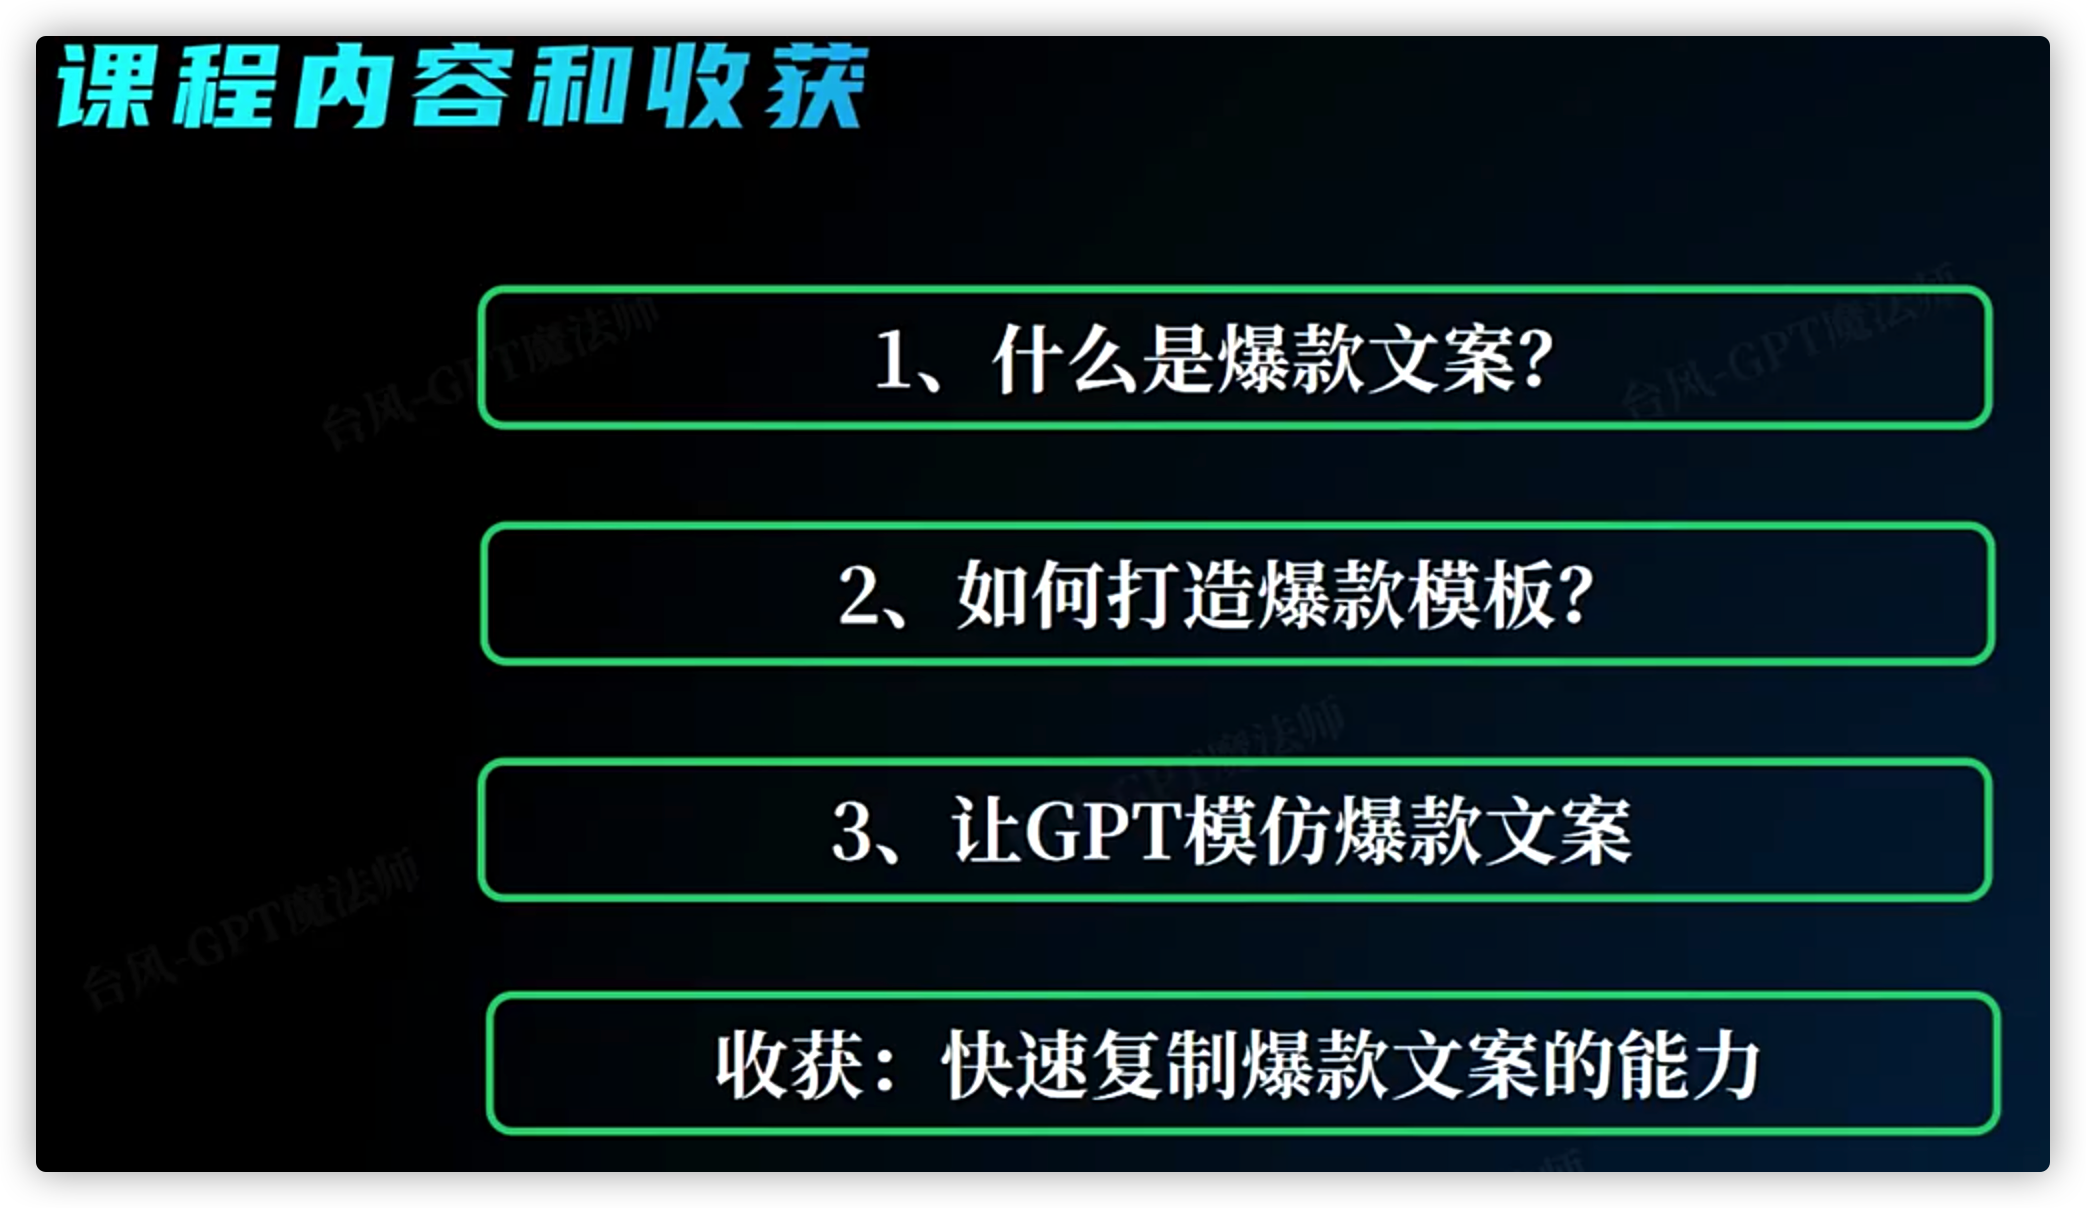 课程内容和收获
台风-GPT魔法师
台风-GPT魔法师
1、什么是爆款文案?
2、如何打造爆款模板?
GPT魔法师
3、让GPT模仿爆款文案
台风-GPT魔法师
收获：快速复制爆款文案的能力
师